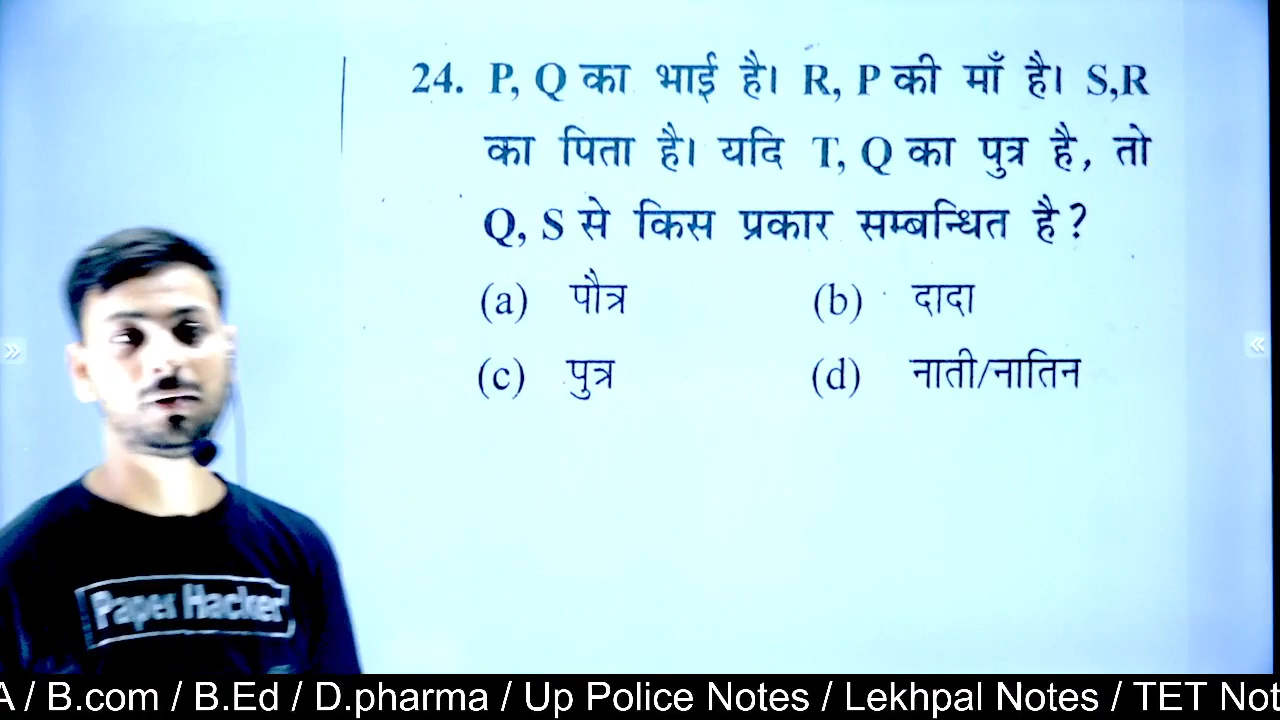 24. P, Q का भाई है। R, P की माँ है। S,R
का पिता है। यदि T, Q का पुत्र है, तो
Q, S से किस प्रकार सम्बन्धित है?
(a) पौत्र (b) दादा
(c) पुत्र (d) नाती/नातिन
Paper Hacker
A / B.com / B.Ed / D.pharma / Up Police Notes / Lekhpal Notes / TET Not